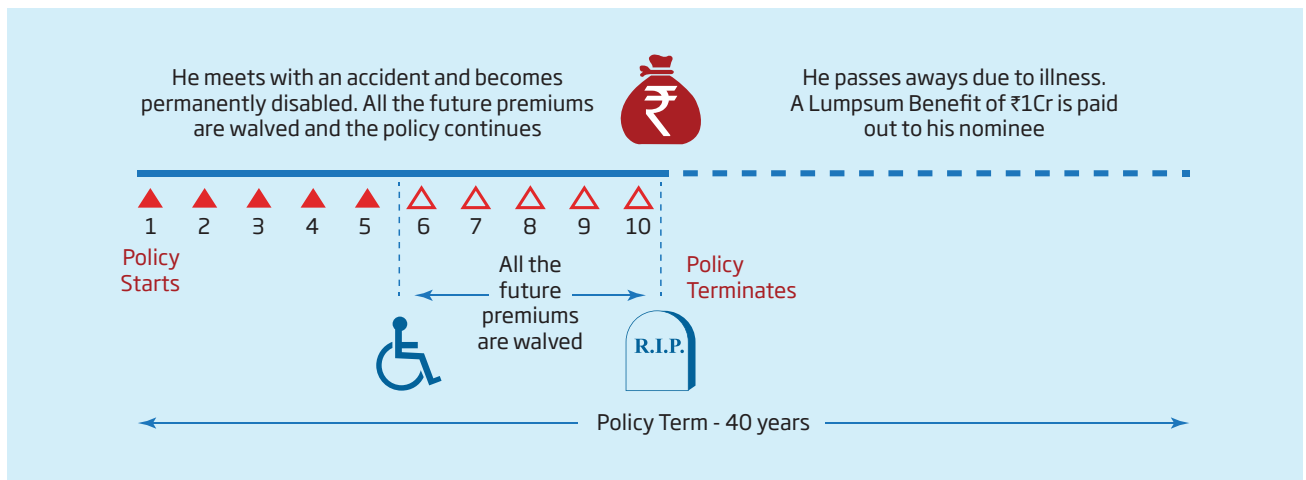 He meets with an accident and becomes
permanently disabled. All the future premiums
are walved and the policy continues
₹
He passes aways due to illness.
A Lumpsum Benefit of ₹1Cr is paid
out to his nominee
1 2 3 4 5 6 7 8 9 10
Policy
Starts
All the
future
premiums
are walved
Policy
Terminates
R.I.P.
Policy Term - 40 years